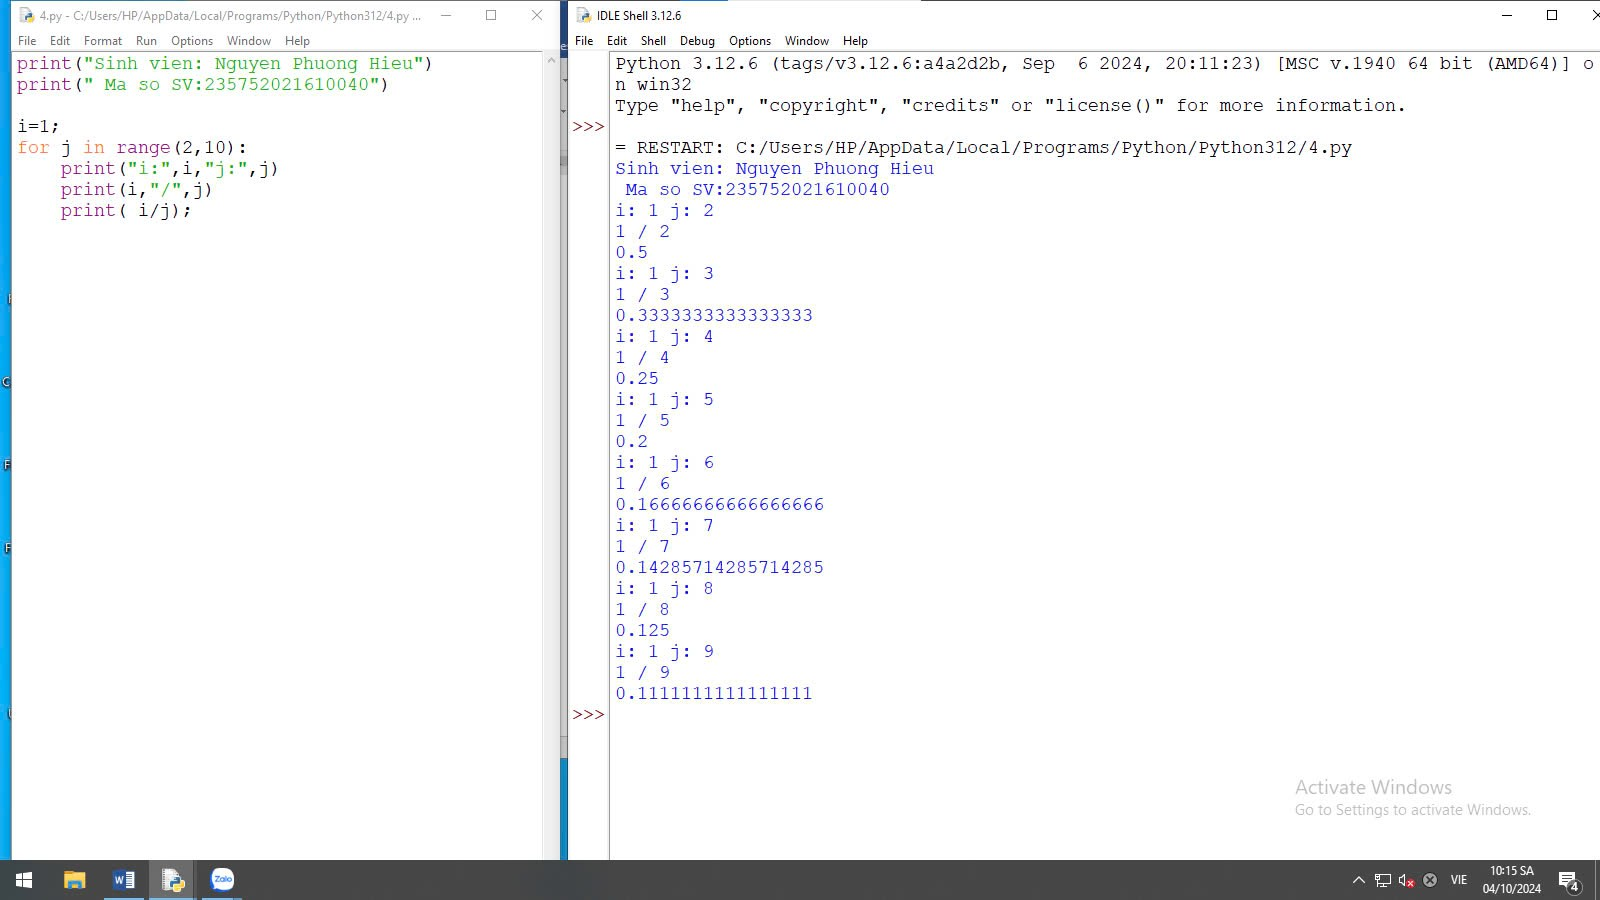 4.py - C:/Users/HP/AppData/Local/Programs/Python/Python312/4.py ...
File Edit Format Run Options Window Help
print("Sinh vien: Nguyen Phuong Hieu")
print(" Ma so SV:235752021610040")
i=1;
for j in range(2,10):
    print("i:",i,"j:",j)
    print(i,"/",j)
    print( i/j);
IDLE Shell 3.12.6
File Edit Shell Debug Options Window Help
Python 3.12.6 (tags/v3.12.6:a4a2d2b, Sep  6 2024, 20:11:23) [MSC v.1940 64 bit (AMD64)] o
n win32
Type "help", "copyright", "credits" or "license()" for more information.
>>>
= RESTART: C:/Users/HP/AppData/Local/Programs/Python/Python312/4.py
Sinh vien: Nguyen Phuong Hieu
 Ma so SV:235752021610040
i: 1 j: 2
1 / 2
0.5
i: 1 j: 3
1 / 3
0.3333333333333333
i: 1 j: 4
1 / 4
0.25
i: 1 j: 5
1 / 5
0.2
i: 1 j: 6
1 / 6
0.16666666666666666
i: 1 j: 7
1 / 7
0.14285714285714285
i: 1 j: 8
1 / 8
0.125
i: 1 j: 9
1 / 9
0.1111111111111111
>>>
Activate Windows
Go to Settings to activate Windows.
W
Zalo
VIE
10:15 SA
04/10/2024
4